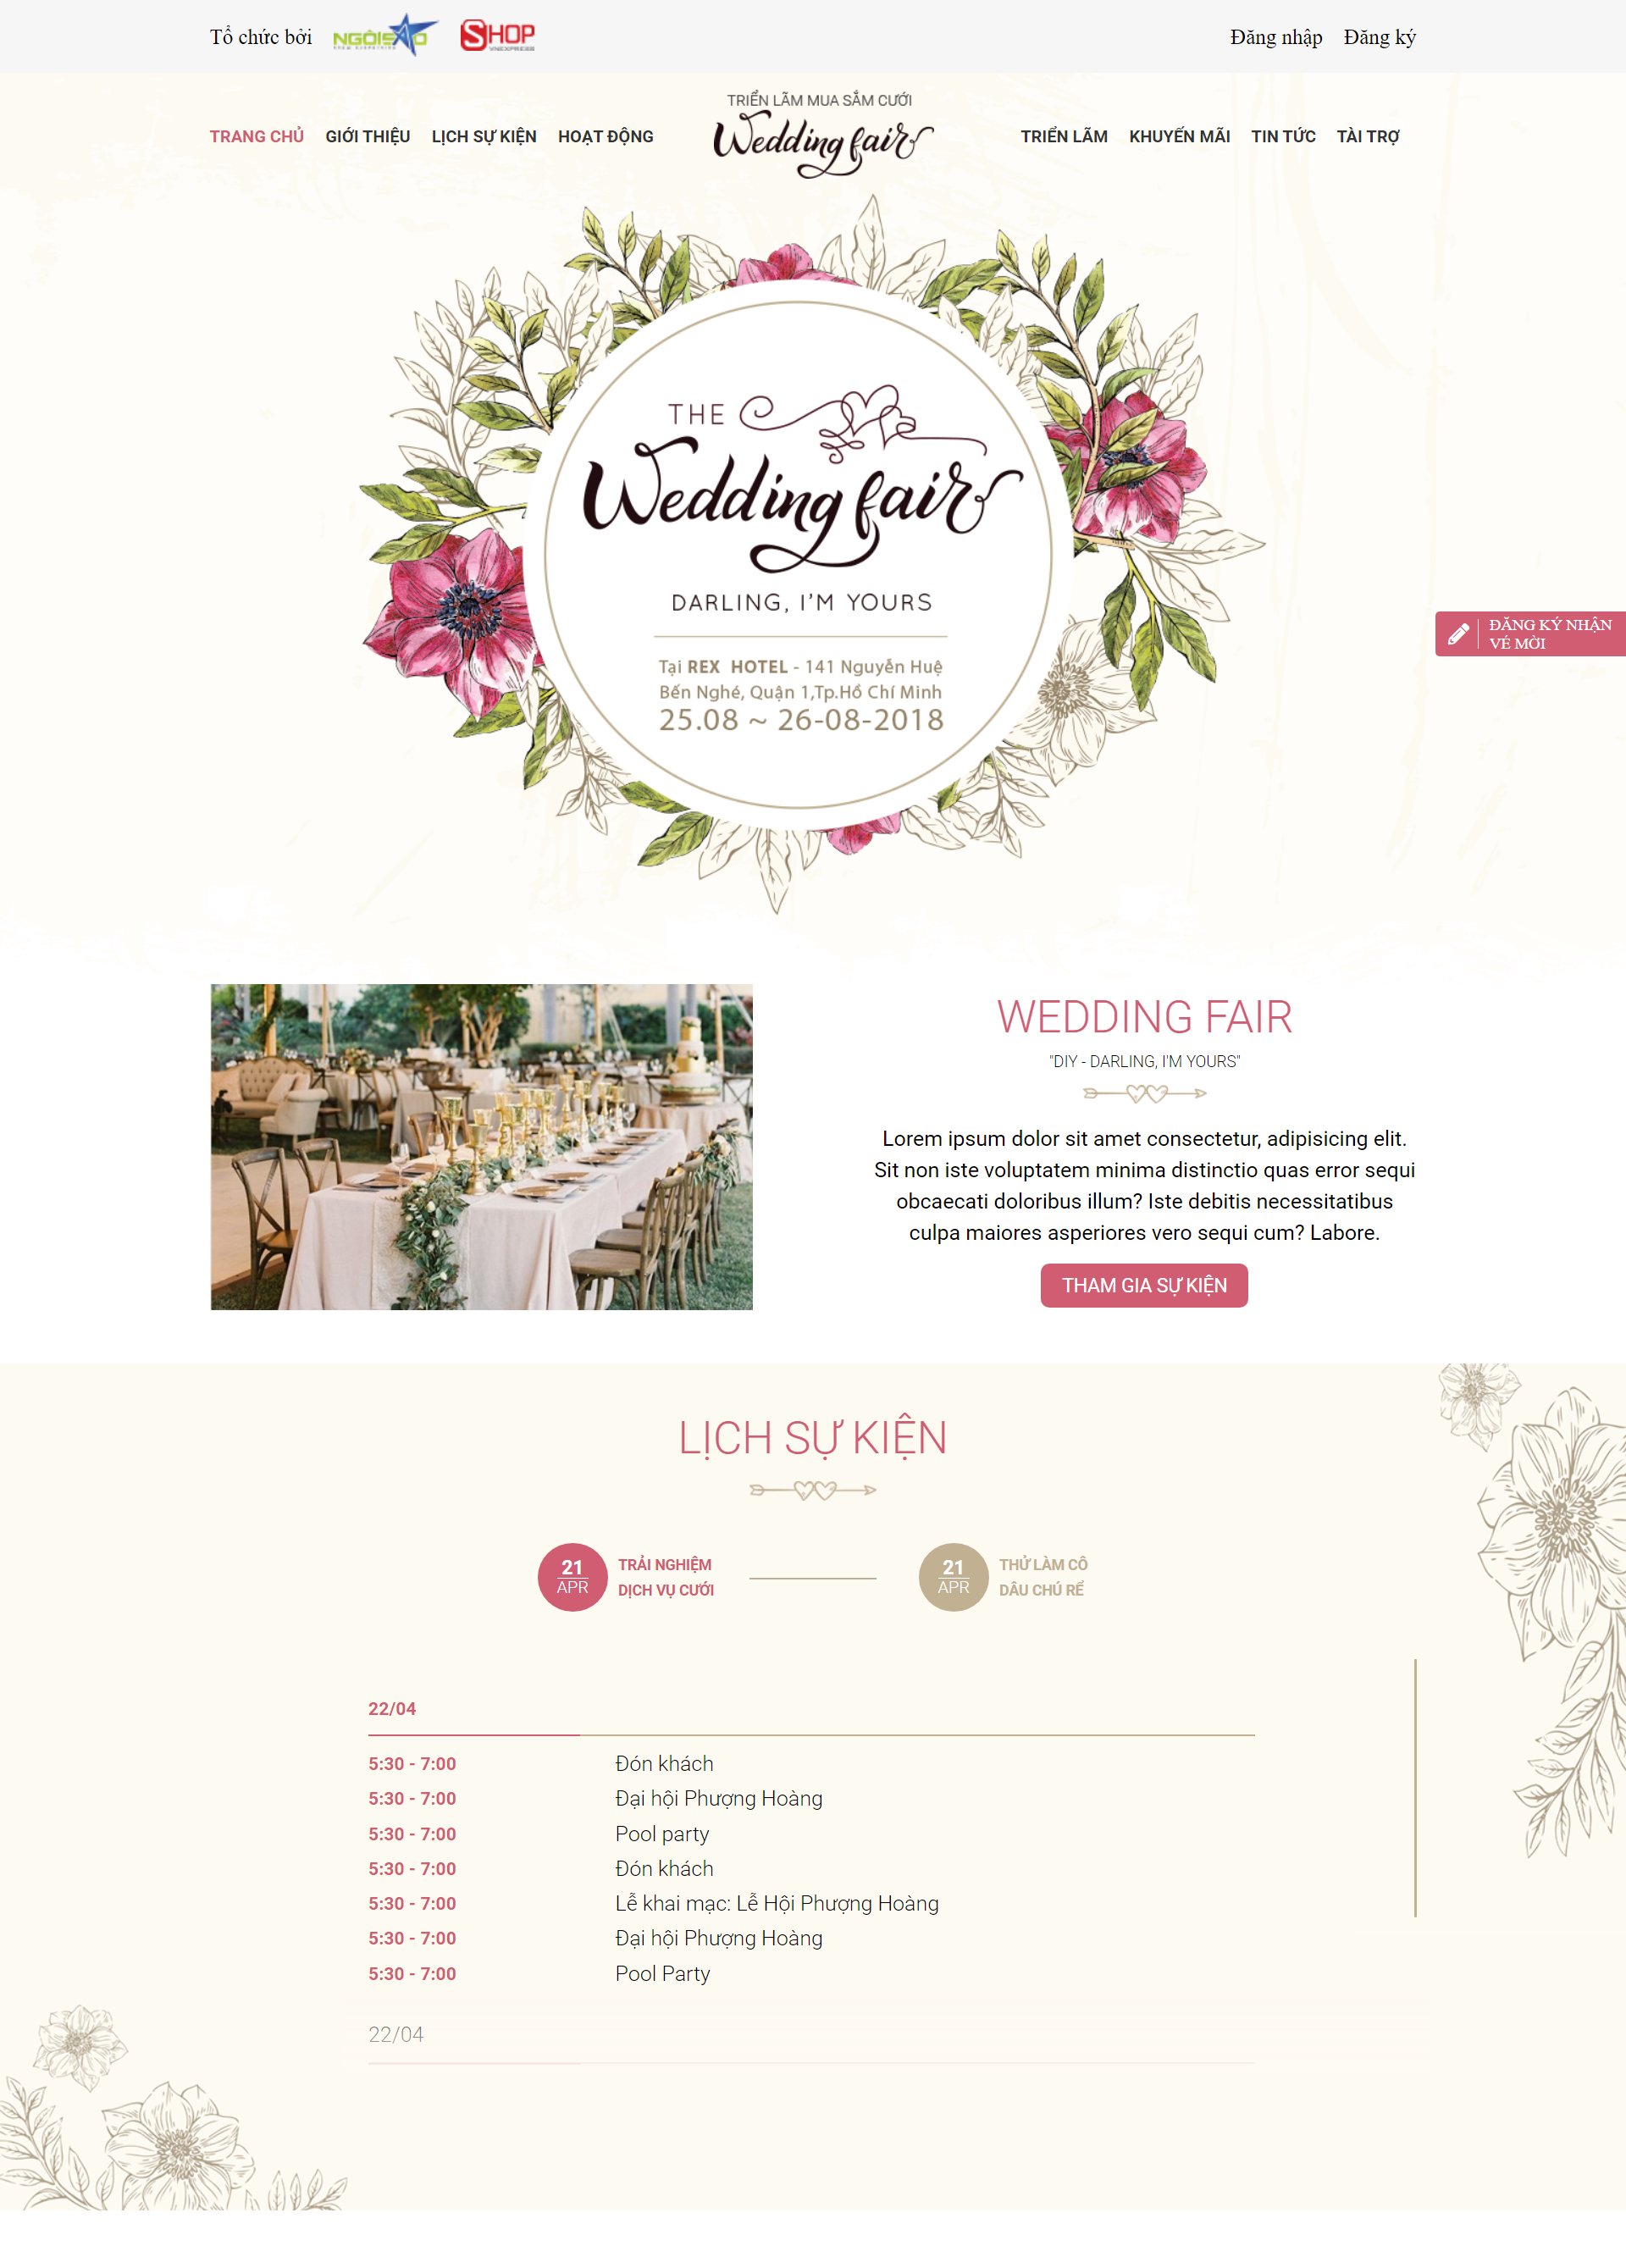 Tổ chức bởi NGÔISAO SHOP VNEXPRESS Đăng nhập Đăng ký
TRIỂN LÃM MUA SẮM CƯỚI
TRANG CHỦ GIỚI THIỆU LỊCH SỰ KIỆN HOẠT ĐỘNG Wedding fair TRIỂN LÃM KHUYẾN MÃI TIN TỨC TÀI TRỢ
THE
Wedding fair
DARLING, I'M YOURS
ĐĂNG KÝ NHẬN
VÉ MỜI
Tại REX HOTEL - 141 Nguyễn Huệ
Bến Nghé, Quận 1,Tp.Hồ Chí Minh
25.08 ~ 26-08-2018
WEDDING FAIR
"DIY - DARLING, I'M YOURS"
Lorem ipsum dolor sit amet consectetur, adipisicing elit.
Sit non iste voluptatem minima distinctio quas error sequi
obcaecati doloribus illum? Iste debitis necessitatibus
culpa maiores asperiores vero sequi cum? Labore.
THAM GIA SỰ KIỆN
LỊCH SỰ KIỆN
21
APR
TRẢI NGHIỆM
DỊCH VỤ CƯỚI
21
APR
THỬ LÀM CÔ
DÂU CHÚ RỂ
22/04
5:30 - 7:00 Đón khách
5:30 - 7:00 Đại hội Phượng Hoàng
5:30 - 7:00 Pool party
5:30 - 7:00 Đón khách
5:30 - 7:00 Lễ khai mạc: Lễ Hội Phượng Hoàng
5:30 - 7:00 Đại hội Phượng Hoàng
5:30 - 7:00 Pool Party
22/04